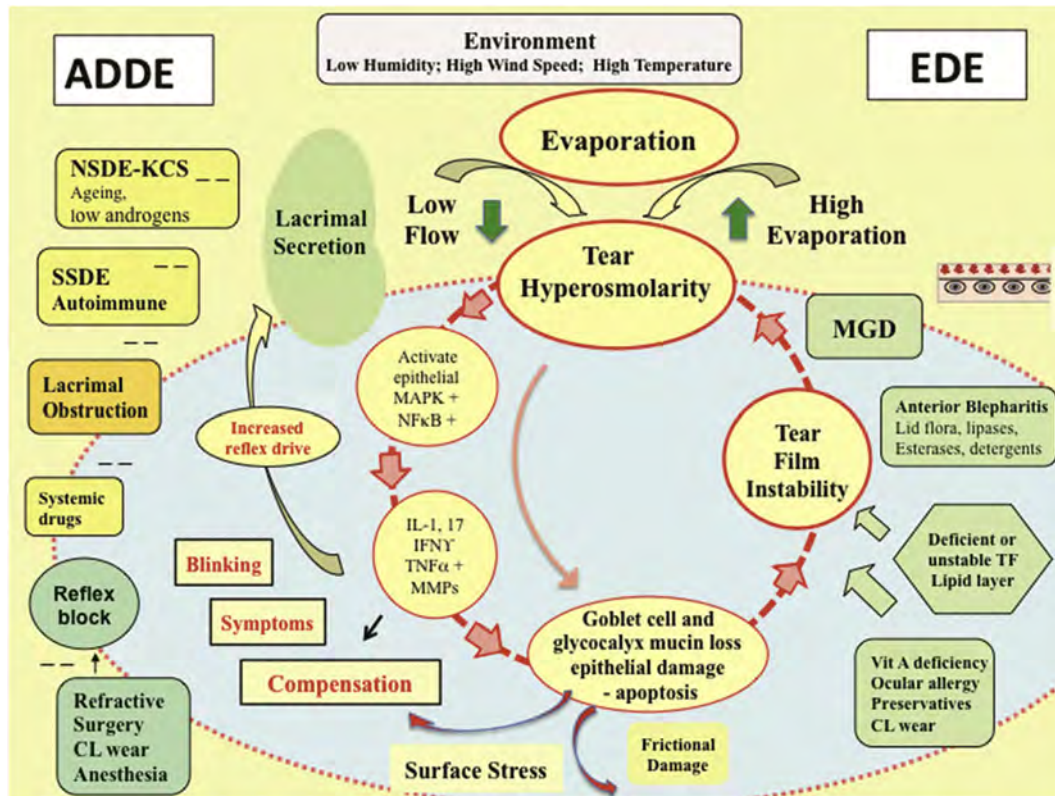 Environment
Low Humidity; High Wind Speed; High Temperature
ADDE
EDE
Evaporation
NSDE-KCS
Ageing,
low androgens
Lacrimal
Secretion
Low
Flow
High
Evaporation
Tear
Hyperosmolarity
SSDE
Autoimmune
MGD
Activate
epithelial
MAPK +
NFκB +
Lacrimal
Obstruction
Increased
reflex drive
Anterior Blepharitis
Lid flora, lipases,
Esterases, detergents
Tear
Film
Instability
Systemic
drugs
IL-1, 17
IFNϓ
TNFα +
MMPs
Deficient or
unstable TF
Lipid layer
Blinking
Reflex
block
Symptoms
Goblet cell and
glycocalyx mucin loss
epithelial damage
- apoptosis
Compensation
Vit A deficiency
Ocular allergy
Preservatives
CL wear
Refractive
Surgery
CL wear
Anesthesia
Surface Stress
Frictional
Damage